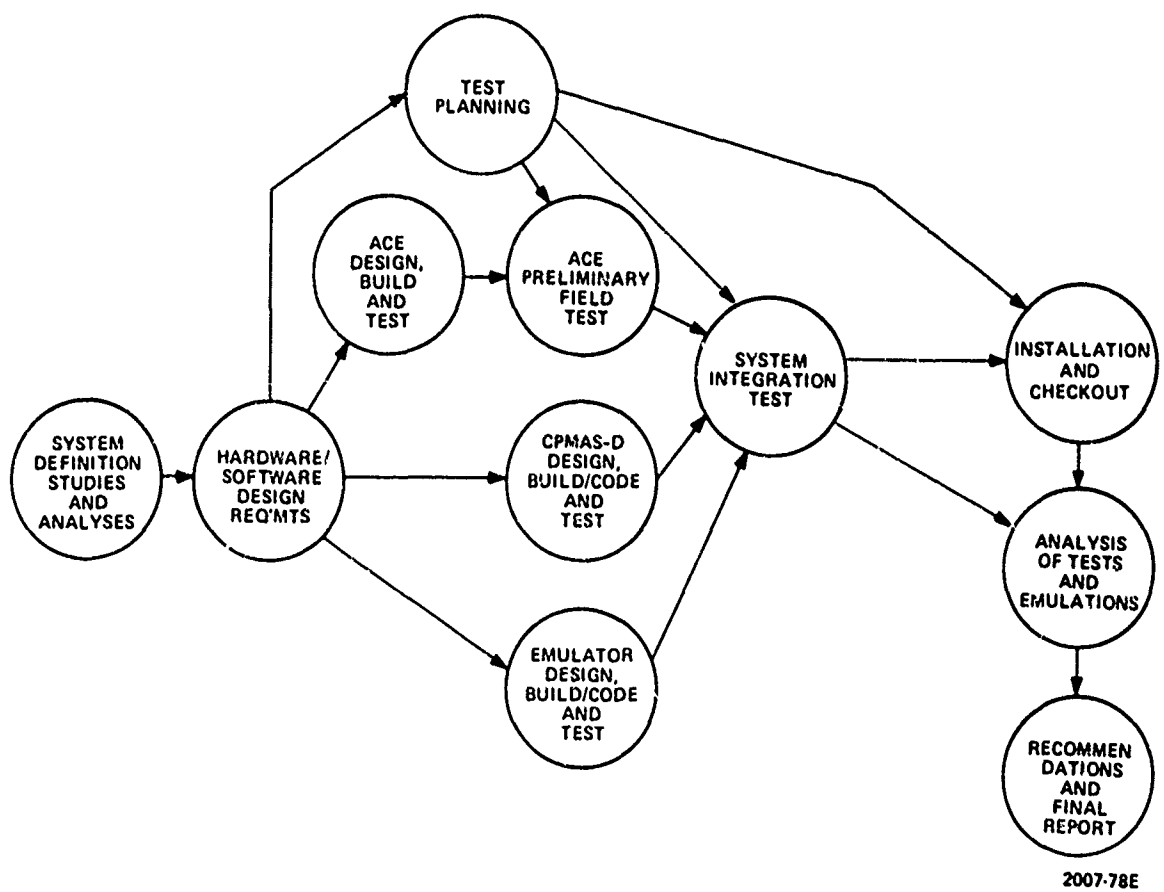 TEST
PLANNING
ACE
DESIGN,
BUILD
AND
TEST
ACE
PRELIMINARY
FIELD
TEST
SYSTEM
INTEGRATION
TEST
INSTALLATION
AND
CHECKOUT
SYSTEM
DEFINITION
STUDIES
AND
ANALYSES
HARDWARE/
SOFTWARE
DESIGN
REQ'MTS
CPMAS-D
DESIGN,
BUILD/CODE
AND
TEST
ANALYSIS
OF TESTS
AND
EMULATIONS
EMULATOR
DESIGN,
BUILD/CODE
AND
TEST
RECOMMEN
DATIONS AND
FINAL
REPORT
2007-78E